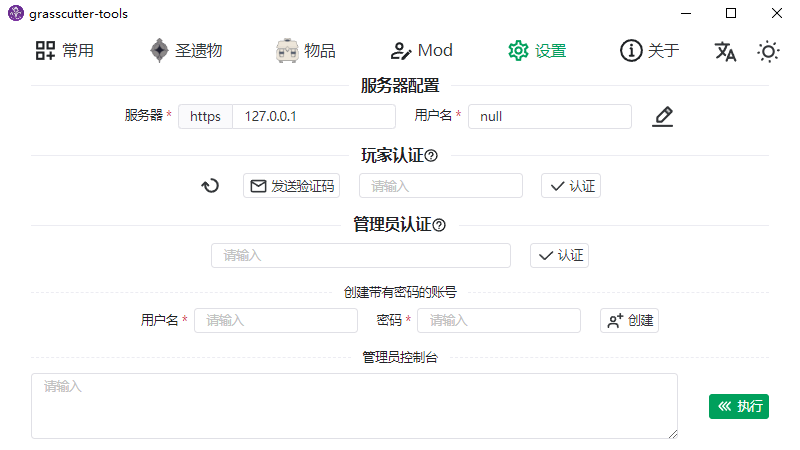 grasscutter-tools
常用 圣遗物 物品 Mod 设置 关于
服务器配置
服务器 * https 127.0.0.1 用户名 * null
玩家认证
发送验证码 请输入 认证
管理员认证
请输入 认证
创建带有密码的账号
用户名 * 请输入 密码 * 请输入 创建
管理员控制台
请输入
执行